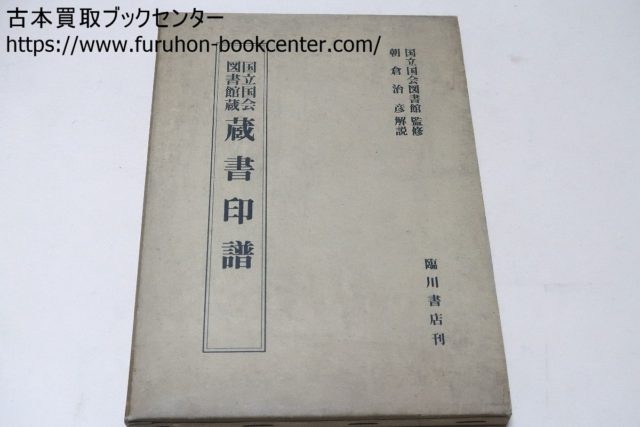 古本買取ブックセンター
https://www.furuhon-bookcenter.com/
国立国会図書館 監修
朝倉治彦 解説
国立国会
図書館蔵
蔵書印譜
臨川書店刊